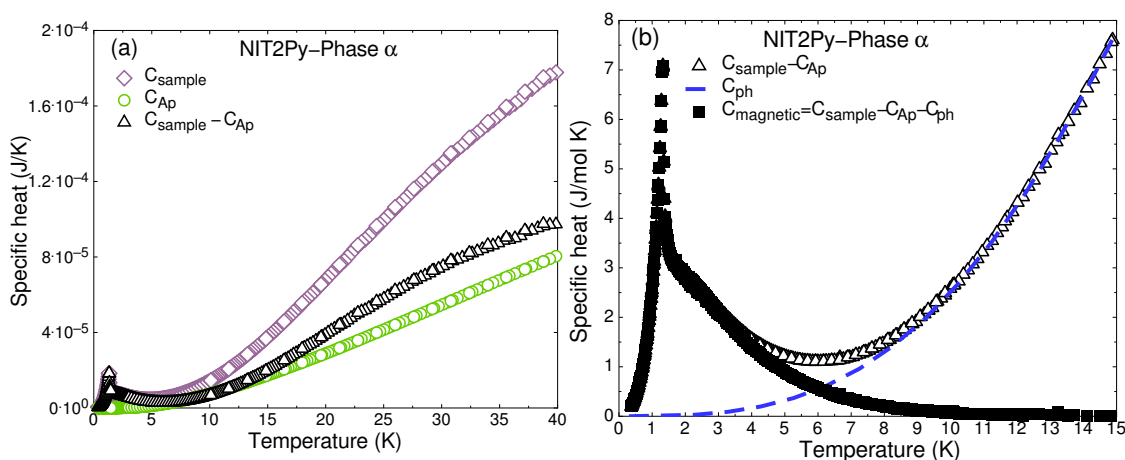 (a)
NIT2Py–Phase α
C_sample
C_Ap
C_sample – C_Ap
Specific heat (J/K)
2·10⁻⁴
1.6·10⁻⁴
1.2·10⁻⁴
8·10⁻⁵
4·10⁻⁵
0·10⁰
0 5 10 15 20 25 30 35 40
Temperature (K)
(b)
NIT2Py–Phase α
C_sample–C_Ap
C_ph
C_magnetic=C_sample–C_Ap–C_ph
Specific heat (J/mol K)
8
7
6
5
4
3
2
1
0
0 1 2 3 4 5 6 7 8 9 10 11 12 13 14 15
Temperature (K)